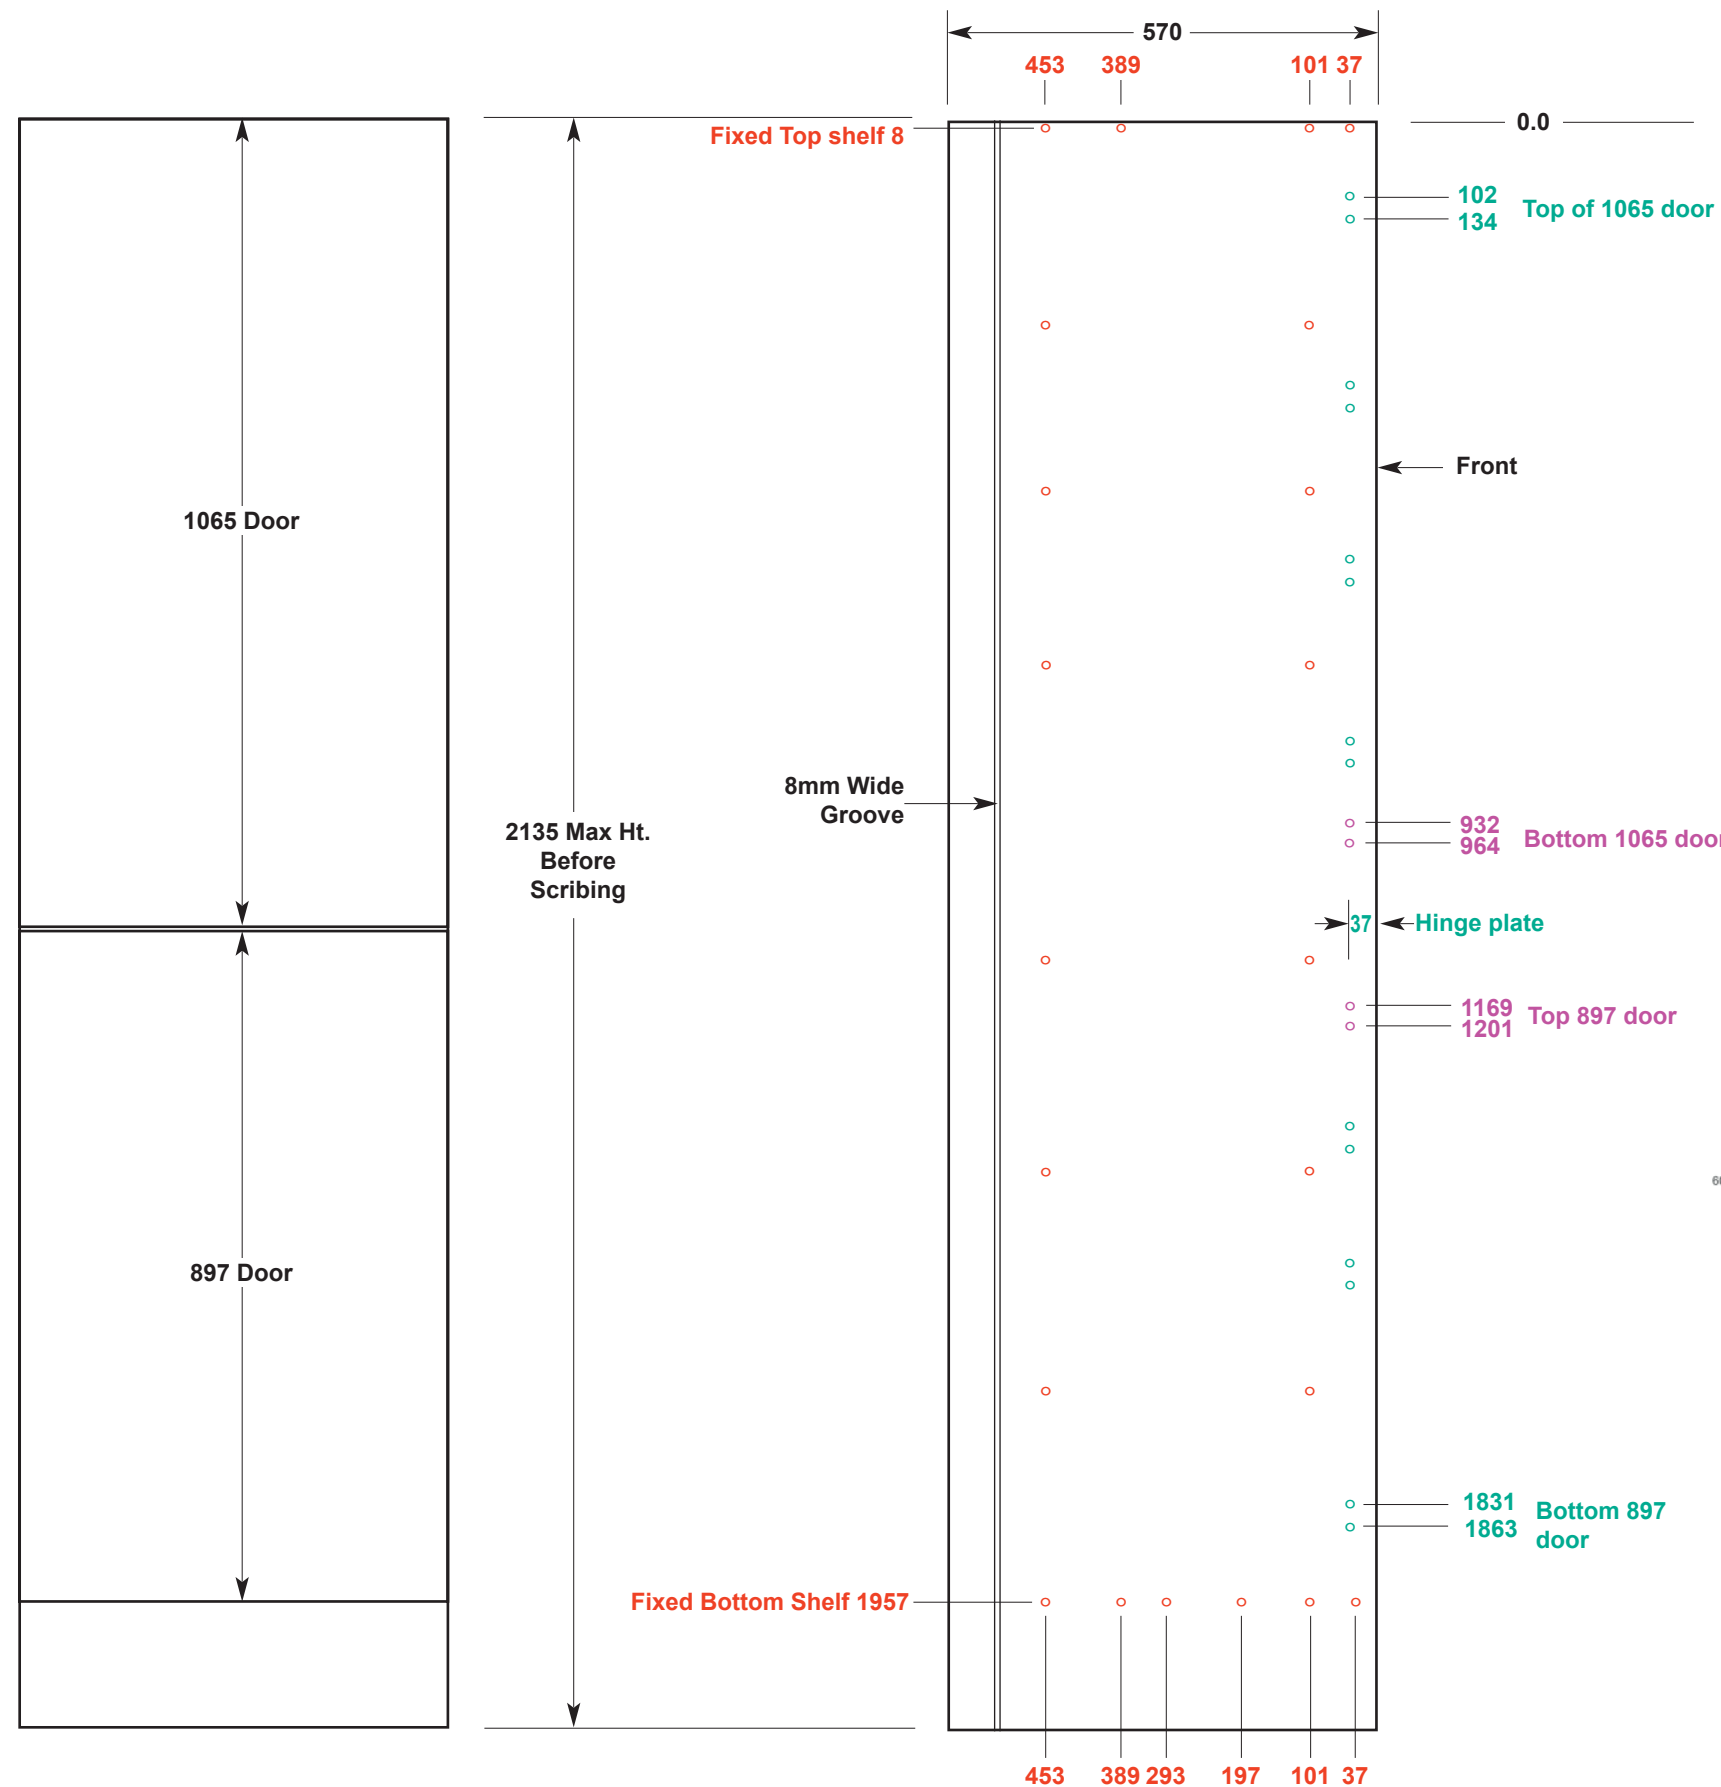 570
453 389 101 37
0.0
Fixed Top shelf 8
102
134
Top of 1065 door
Front
1065 Door
8mm Wide
Groove
2135 Max Ht.
Before
Scribing
932
964
Bottom 1065 door
37
Hinge plate
1169
1201
Top 897 door
897 Door
1831
1863
Bottom 897
door
Fixed Bottom Shelf 1957
453 389 293 197 101 37